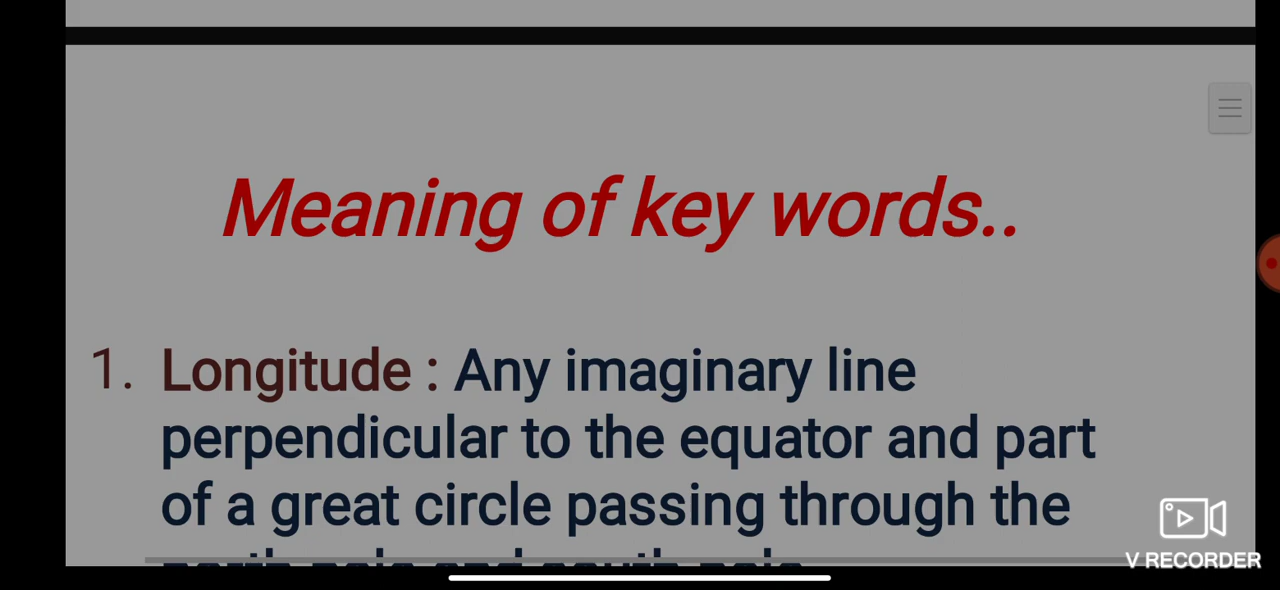 Meaning of key words..
1. Longitude : Any imaginary line
perpendicular to the equator and part
of a great circle passing through the
V RECORDER